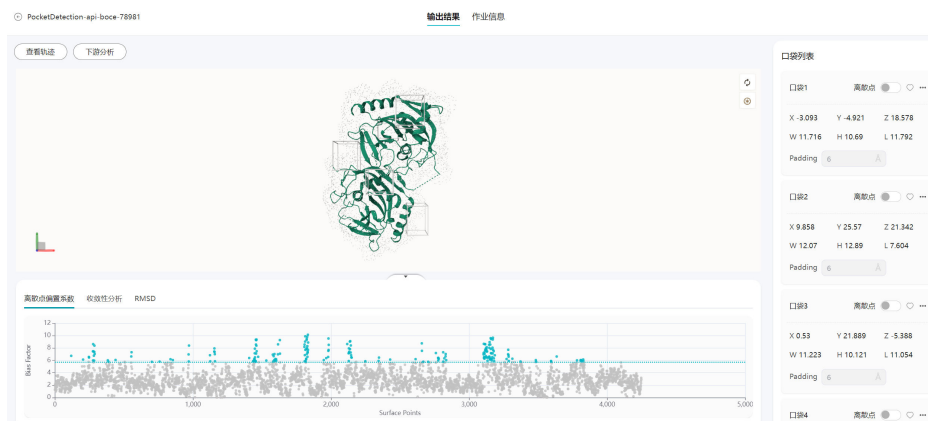 PocketDetection-api-boce-78981
输出结果 作业信息
查看轨迹 下游分析
口袋列表
口袋1 离散点
X -3.093 Y -4.921 Z 18.578
W 11.716 H 10.69 L 11.792
Padding 6 Å
口袋2 离散点
X 9.858 Y 25.57 Z 21.342
W 12.07 H 12.89 L 7.604
Padding 6 Å
口袋3 离散点
X 0.53 Y 21.889 Z -5.388
W 11.223 H 10.121 L 11.054
Padding 6 Å
口袋4 离散点
离散点偏置系数 收敛性分析 RMSD
Bias Factor
12
10
8
6
4
2
0
0 1,000 2,000 3,000 4,000 5,000
Surface Points